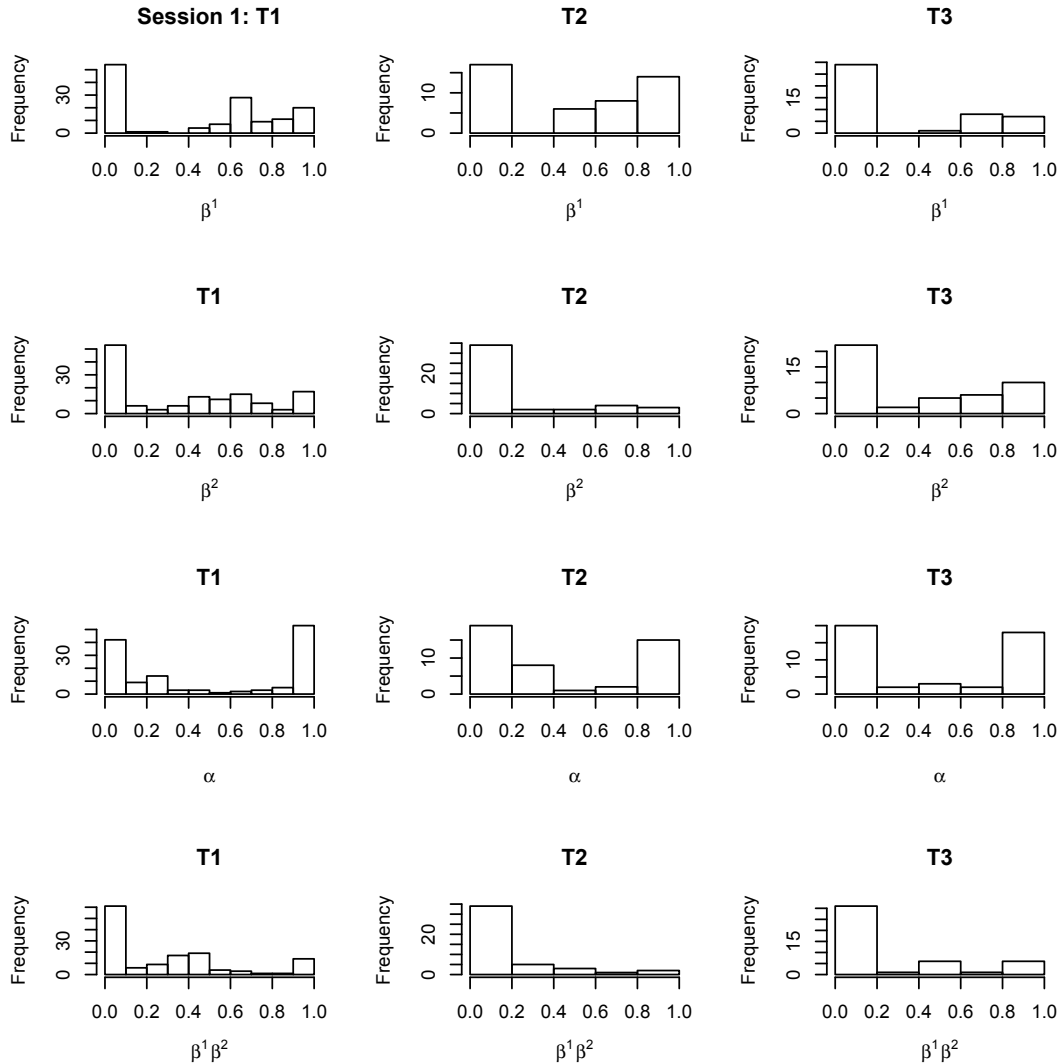 Session 1: T1 T2 T3
Frequency 0 30 Frequency 0 10 Frequency 0 15
0.0 0.2 0.4 0.6 0.8 1.0 0.0 0.2 0.4 0.6 0.8 1.0 0.0 0.2 0.4 0.6 0.8 1.0
β¹ β¹ β¹
T1 T2 T3
Frequency 0 30 Frequency 0 20 Frequency 0 15
0.0 0.2 0.4 0.6 0.8 1.0 0.0 0.2 0.4 0.6 0.8 1.0 0.0 0.2 0.4 0.6 0.8 1.0
β² β² β²
T1 T2 T3
Frequency 0 30 Frequency 0 10 Frequency 0 10
0.0 0.2 0.4 0.6 0.8 1.0 0.0 0.2 0.4 0.6 0.8 1.0 0.0 0.2 0.4 0.6 0.8 1.0
α α α
T1 T2 T3
Frequency 0 30 Frequency 0 20 Frequency 0 15
0.0 0.2 0.4 0.6 0.8 1.0 0.0 0.2 0.4 0.6 0.8 1.0 0.0 0.2 0.4 0.6 0.8 1.0
β¹β² β¹β² β¹β²